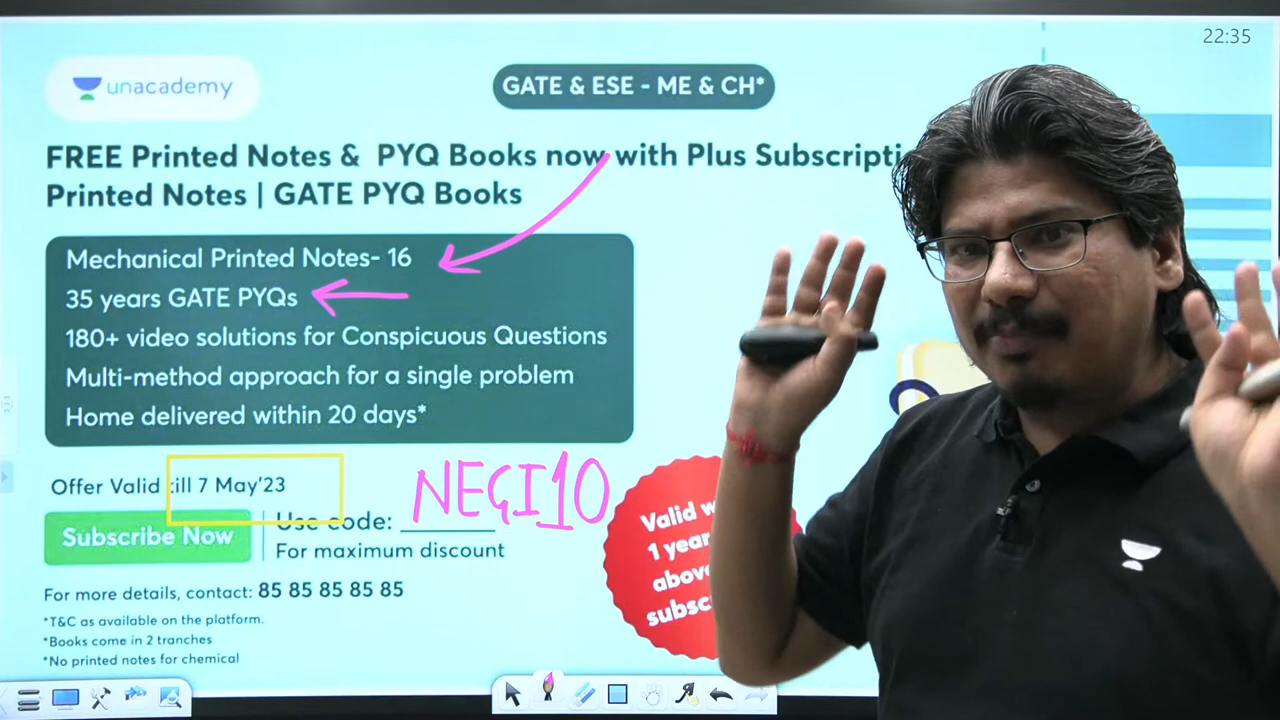 22:35
unacademy
GATE & ESE - ME & CH*
FREE Printed Notes & PYQ Books now with Plus
Printed Notes | GATE PYQ Books
Mechanical Printed Notes- 16
35 years GATE PYQs
180+ video solutions for Conspicuous Questions
Multi-method approach for a single problem
Home delivered within 20 days*
Offer Valid till 7 May'23
NEGI10
Subscribe Now
Use code:
For maximum discount
Valid
1 year
For more details, contact: 85 85 85 85 85
*T&C as available on the platform.
*Books come in 2 tranches
*No printed notes for chemical